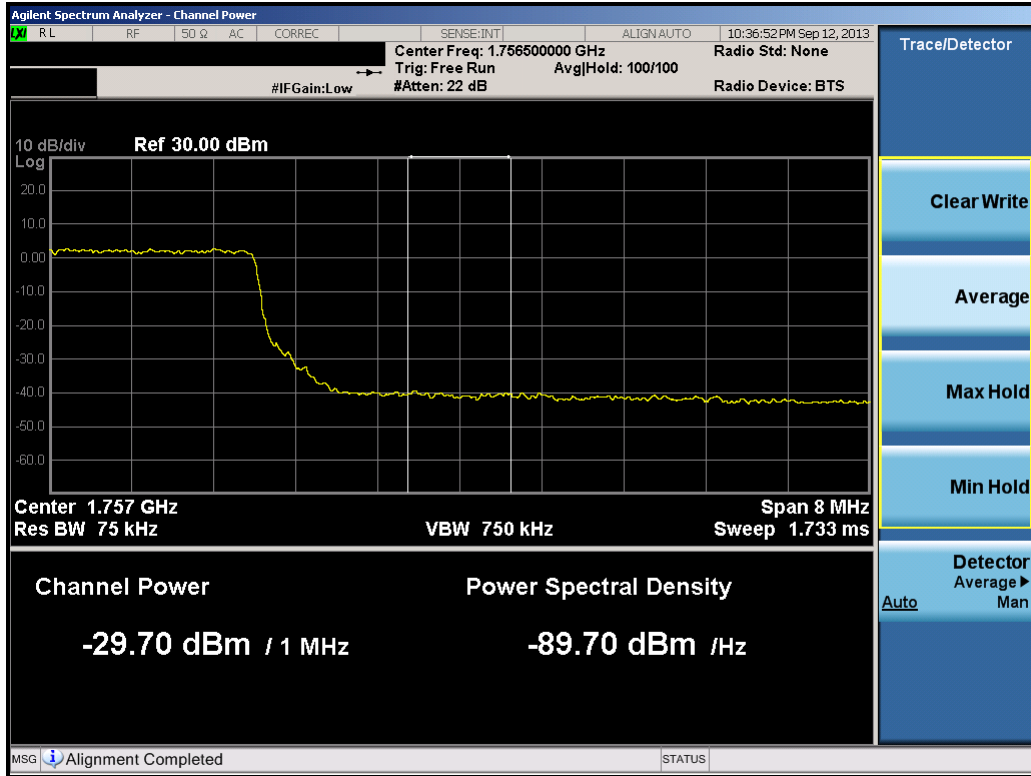 Agilent Spectrum Analyzer - Channel Power
LXI RL RF 50 Ω AC CORREC SENSE:INT ALIGN AUTO 10:36:52 PM Sep 12, 2013
Center Freq: 1.756500000 GHz Radio Std: None
Trig: Free Run Avg|Hold: 100/100
#IFGain:Low #Atten: 22 dB Radio Device: BTS
10 dB/div Ref 30.00 dBm
Log
20.0
10.0
0.00
-10.0
-20.0
-30.0
-40.0
-50.0
-60.0
Center 1.757 GHz Span 8 MHz
Res BW 75 kHz VBW 750 kHz Sweep 1.733 ms
Channel Power Power Spectral Density
-29.70 dBm / 1 MHz -89.70 dBm /Hz
MSG Alignment Completed STATUS
Trace/Detector
Clear Write
Average
Max Hold
Min Hold
Detector
Average
Auto Man